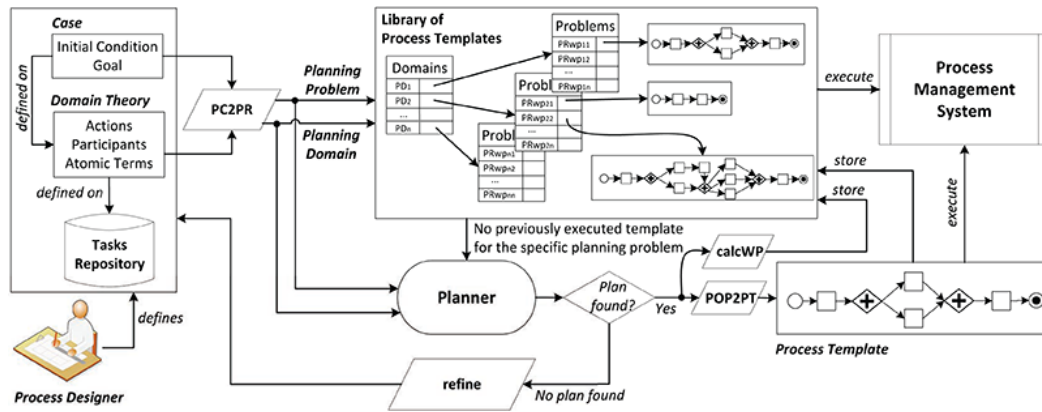 Case
Initial Condition
Goal
defined on
Domain Theory
Actions
Participants
Atomic Terms
defined on
Tasks
Repository
defines
Process Designer
PC2PR
Planning
Problem
Planning
Domain
Library of
Process Templates
Domains
PD1
PD2
...
PDn
Problems
PRwp11
PRwp12
...
PRwp1n
Probl
PRwp21
PRwp22
....
PRwp2n
Probl
PRwpn1
PRwpn2
...
PRwpnn
execute
Process
Management
System
store
store
execute
No previously executed template
for the specific planning problem
Planner
Plan
found?
Yes
calcWP
POP2PT
Process Template
refine
No plan found